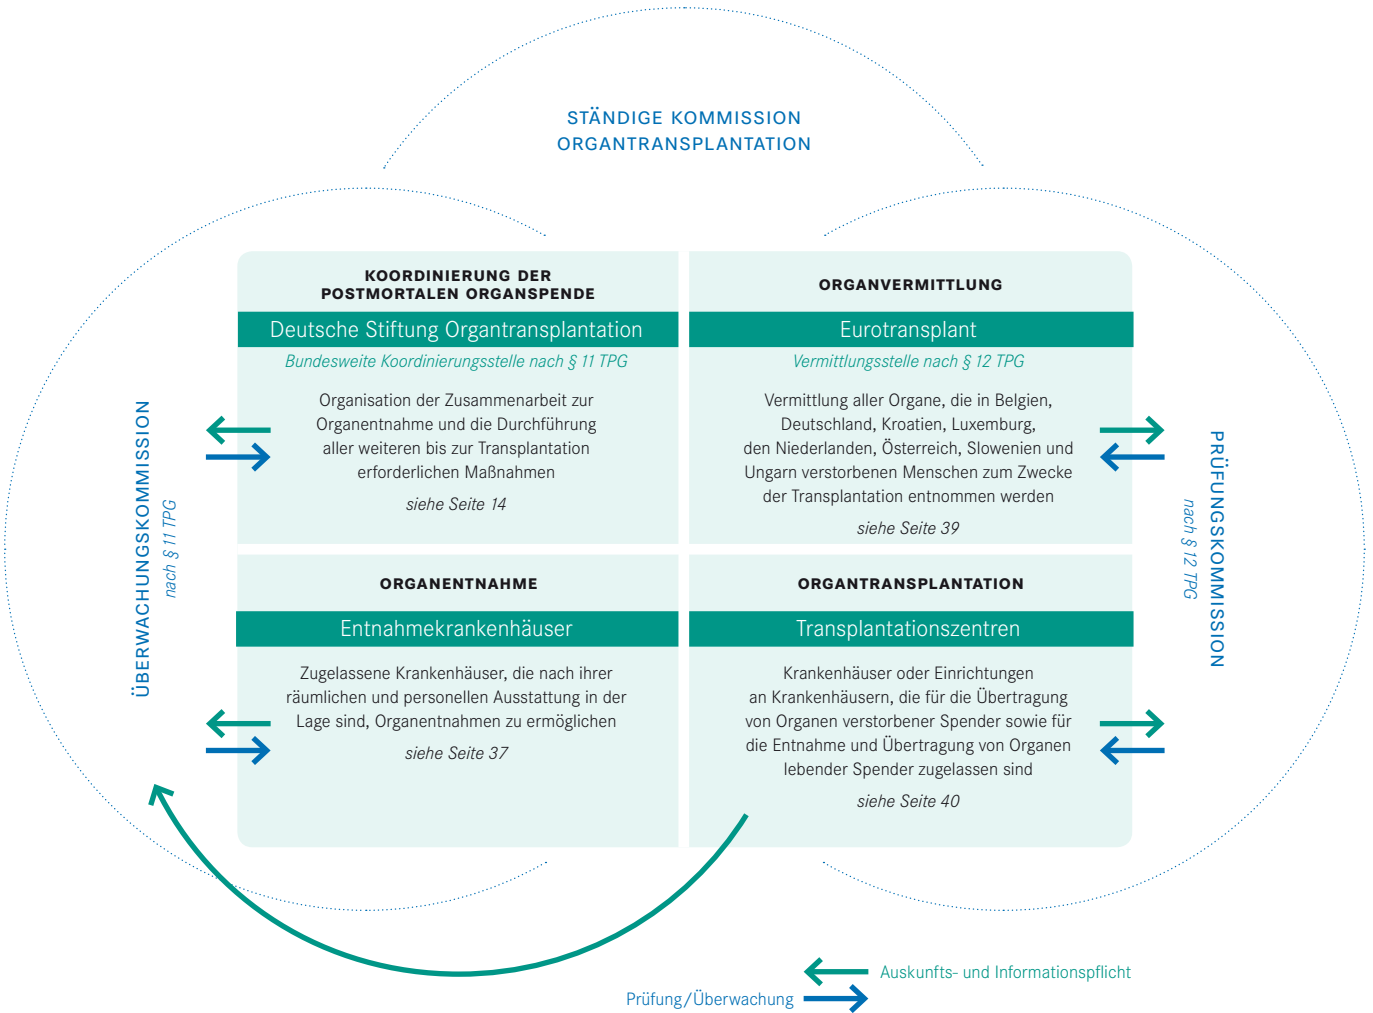 STÄNDIGE KOMMISSION
ORGANTRANSPLANTATION
KOORDINIERUNG DER
POSTMORTALEN ORGANSPENDE
Deutsche Stiftung Organtransplantation
Bundesweite Koordinierungsstelle nach § 11 TPG
Organisation der Zusammenarbeit zur
Organentnahme und die Durchführung
aller weiteren bis zur Transplantation
erforderlichen Maßnahmen
siehe Seite 14
ORGANVERMITTLUNG
Eurotransplant
Vermittlungsstelle nach § 12 TPG
Vermittlung aller Organe, die in Belgien,
Deutschland, Kroatien, Luxemburg,
den Niederlanden, Österreich, Slowenien und
Ungarn verstorbenen Menschen zum Zwecke
der Transplantation entnommen werden
siehe Seite 39
ÜBERWACHUNGSKOMMISSION
nach § 11 TPG
PRÜFUNGSKOMMISSION
nach § 12 TPG
ORGANENTNAHME
Entnahmekrankenhäuser
Zugelassene Krankenhäuser, die nach ihrer
räumlichen und personellen Ausstattung in der
Lage sind, Organentnahmen zu ermöglichen
siehe Seite 37
ORGANTRANSPLANTATION
Transplantationszentren
Krankenhäuser oder Einrichtungen
an Krankenhäusern, die für die Übertragung
von Organen verstorbener Spender sowie für
die Entnahme und Übertragung von Organen
lebender Spender zugelassen sind
siehe Seite 40
Auskunfts- und Informationspflicht
Prüfung/Überwachung